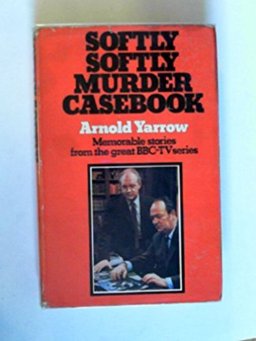 SOFTLY
SOFTLY
MURDER
CASEBOOK
Arnold Yarrow
Memorable stories
from the great BBC-TV series